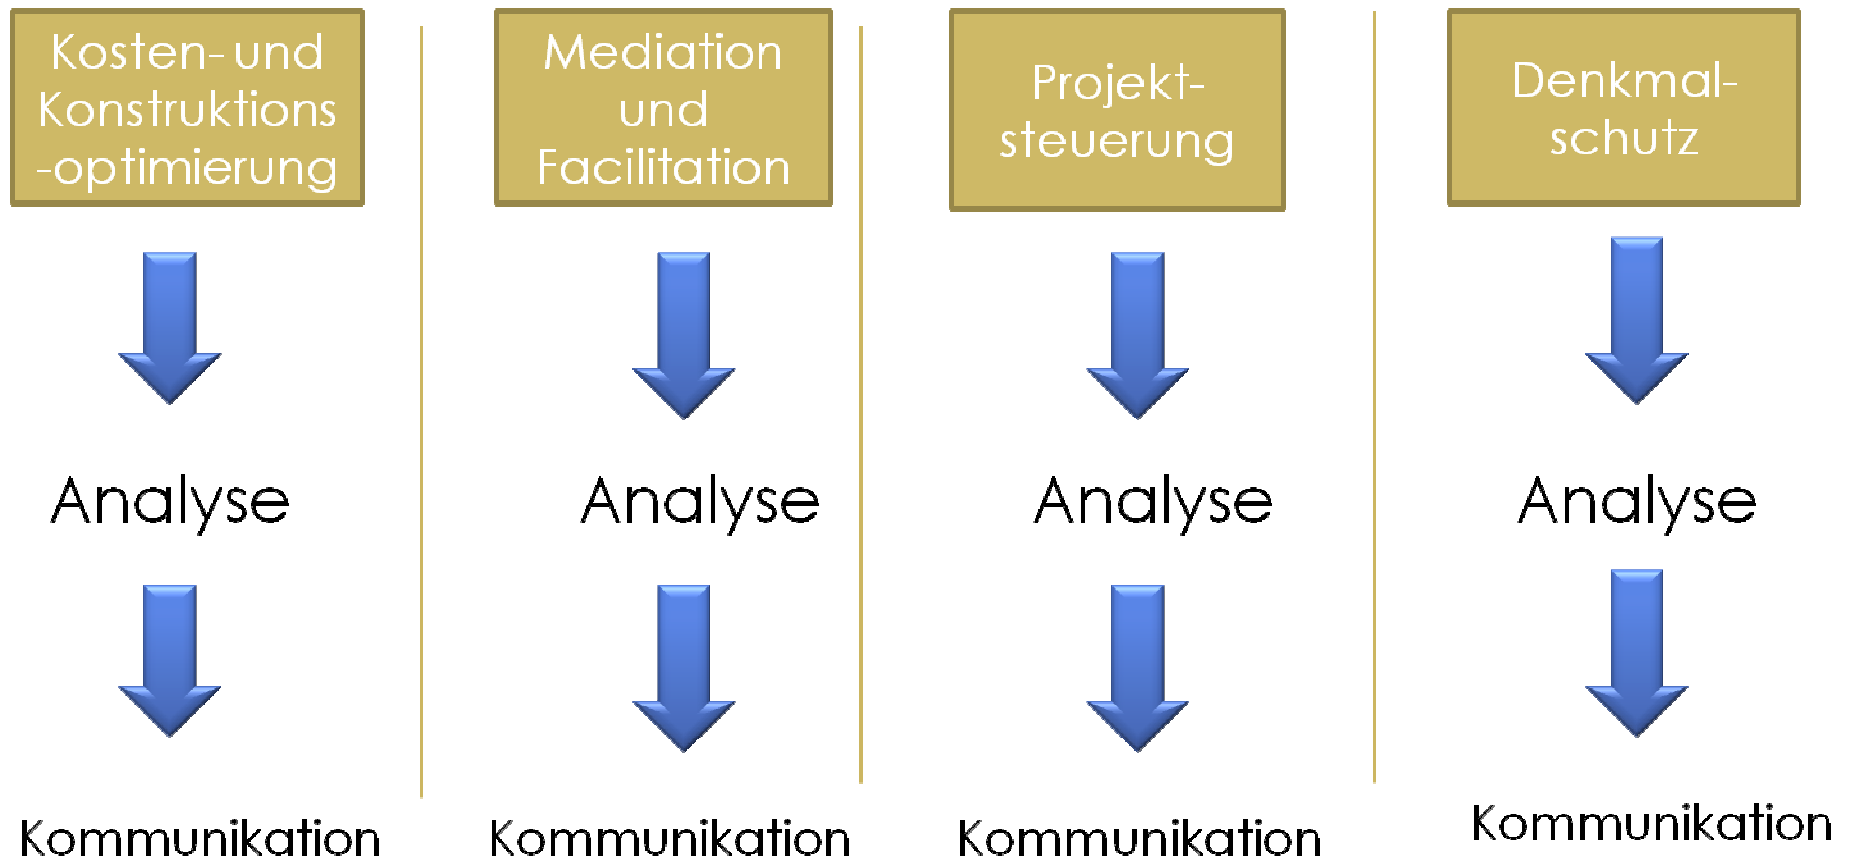 Kosten- und
Konstruktions
-optimierung
Mediation
und
Facilitation
Projekt-
steuerung
Denkmal-
schutz
Analyse
Analyse
Analyse
Analyse
Kommunikation
Kommunikation
Kommunikation
Kommunikation